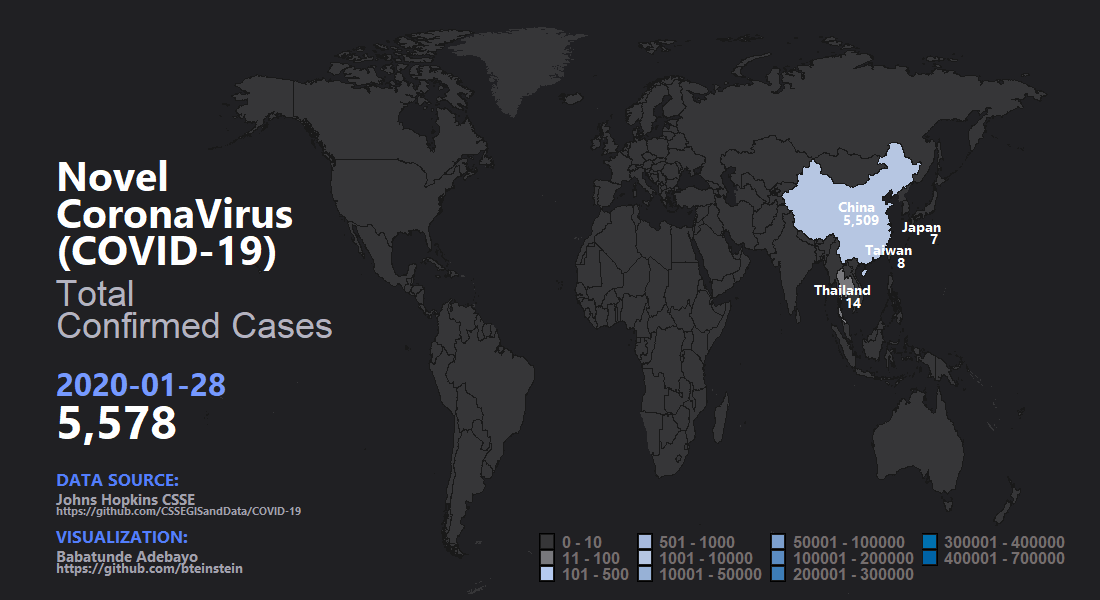 Novel
CoronaVirus
(COVID-19)
Total
Confirmed Cases
2020-01-28
5,578
DATA SOURCE:
Johns Hopkins CSSE
https://github.com/CSSEGISandData/COVID-19
VISUALIZATION:
Babatunde Adebayo
https://github.com/bteinstein
China
5,509
Japan
7
Taiwan
8
Thailand
14
0 - 10
11 - 100
101 - 500
501 - 1000
1001 - 10000
10001 - 50000
50001 - 100000
100001 - 200000
200001 - 300000
300001 - 400000
400001 - 700000